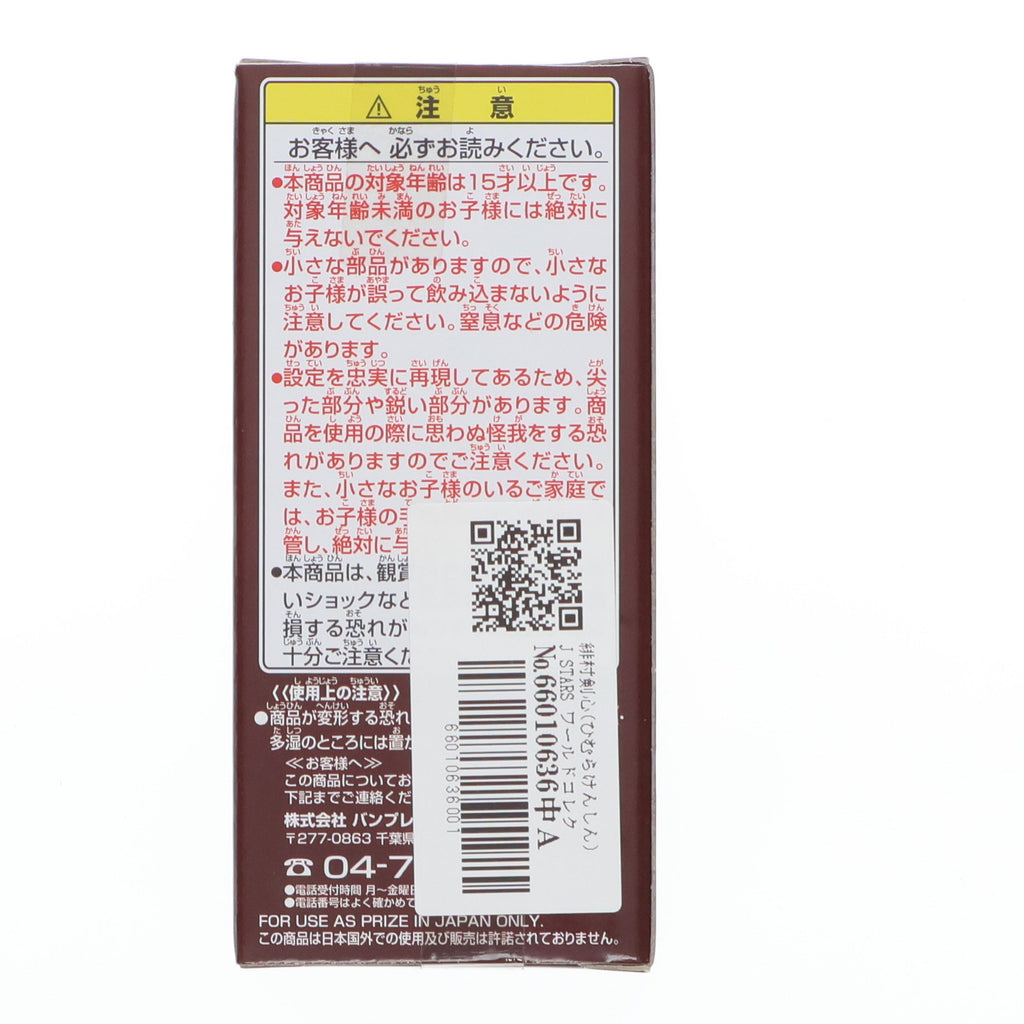 ⚠ 注意
お客様へ 必ずお読みください。
●本商品の対象年齢は15才以上です。
対象年齢未満のお子様には絶対に
与えないでください。
●小さな部品がありますので、小さな
お子様が誤って飲み込まないように
注意してください。窒息などの危険
があります。
●設定を忠実に再現してあるため、尖
った部分や鋭い部分があります。商
品を使用の際に思わぬ怪我をする恐
れがありますのでご注意ください。
また、小さなお子様のいるご家庭で
は、お子様の
管し、絶対に与
●本商品は、観賞
いショックなど
損する恐れが
十分ご注意くだ
《使用上の注意》
●商品が変形する恐れ
多湿のところには置か
≪お客様へ≫
この商品についてお
下記までご連絡くだ
株式会社 バンプレ
〒277-0863 千葉県
☎ 04-7
●電話受付時間 月～金曜日
●電話番号はよく確かめて
FOR USE AS PRIZE IN JAPAN ONLY.
この商品は日本国外での使用及び販売は許諾されておりません。
緋村剣心(ひむらけんしん)
J STARS ワールドコレク
No.66010636中A
66010636001